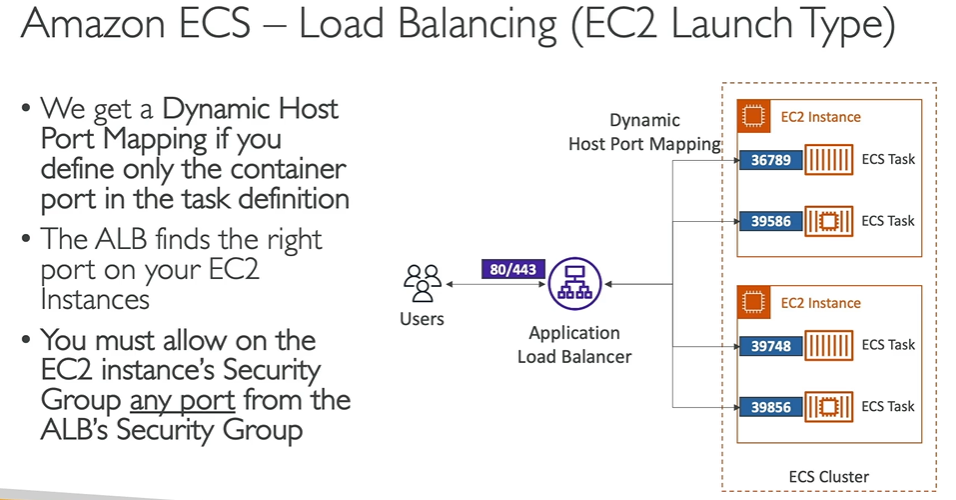 Amazon ECS – Load Balancing (EC2 Launch Type)
• We get a Dynamic Host
Port Mapping if you
define only the container
port in the task definition
• The ALB finds the right
port on your EC2
Instances
• You must allow on the
EC2 instance's Security
Group any port from the
ALB's Security Group
Users
80/443
Application
Load Balancer
Dynamic
Host Port Mapping
EC2 Instance
36789
ECS Task
39586
ECS Task
EC2 Instance
39748
ECS Task
39856
ECS Task
ECS Cluster